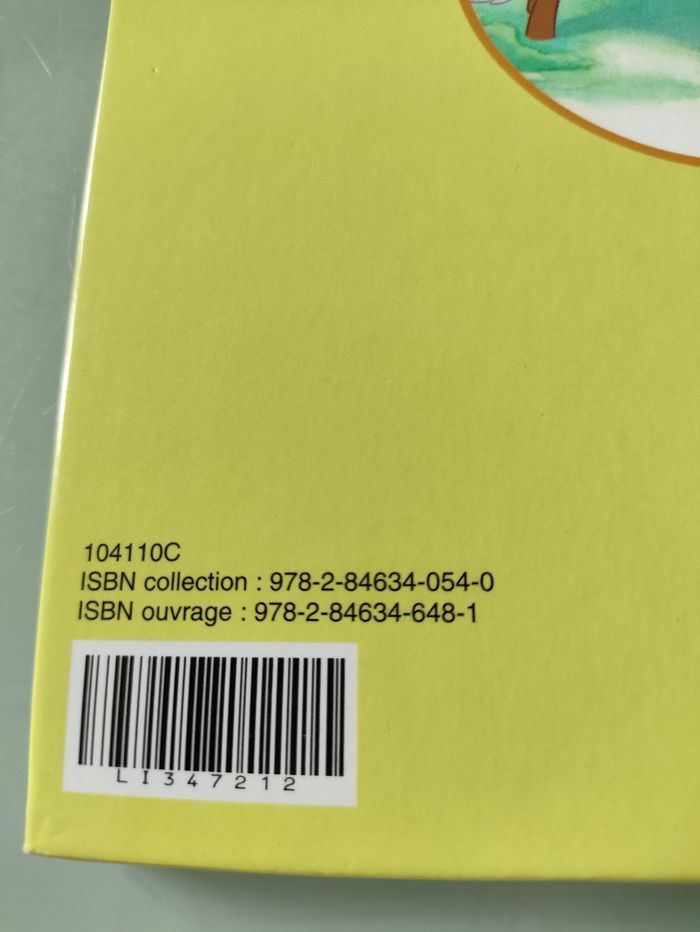 104110C
ISBN collection : 978-2-84634-054-0
ISBN ouvrage : 978-2-84634-648-1
LI347212